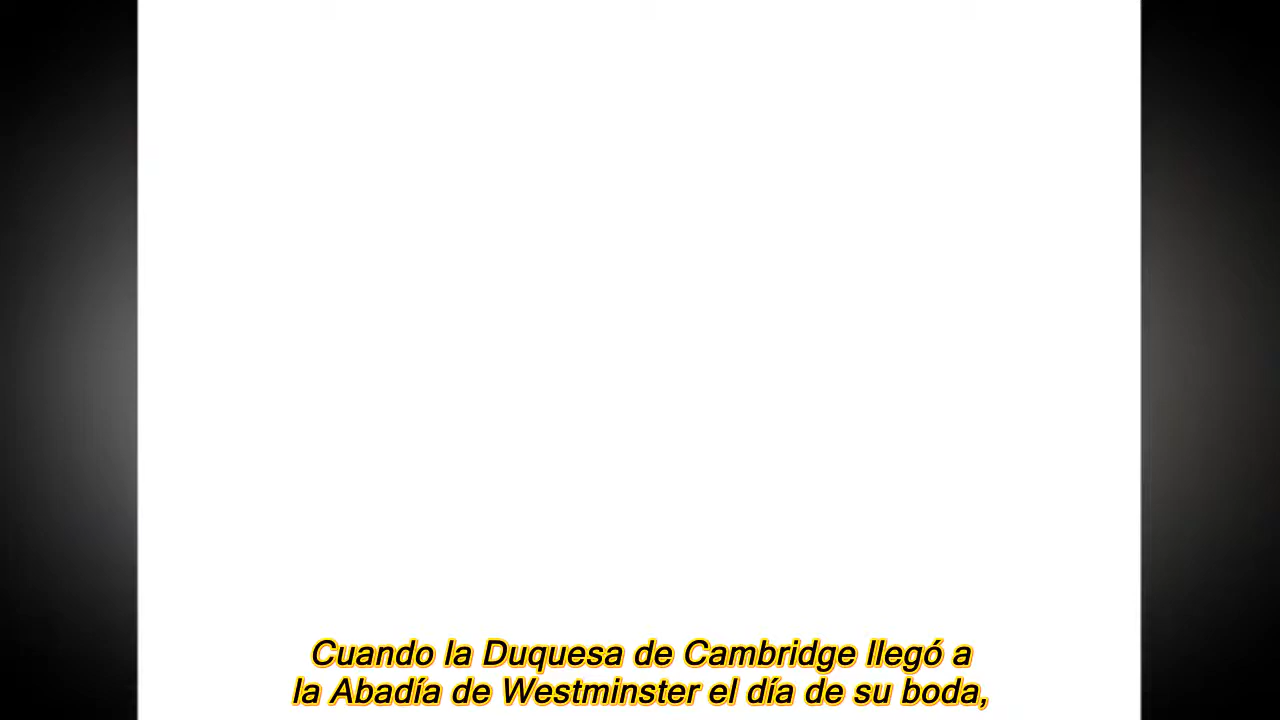 Cuando la Duquesa de Cambridge llegó a
la Abadía de Westminster el día de su boda,